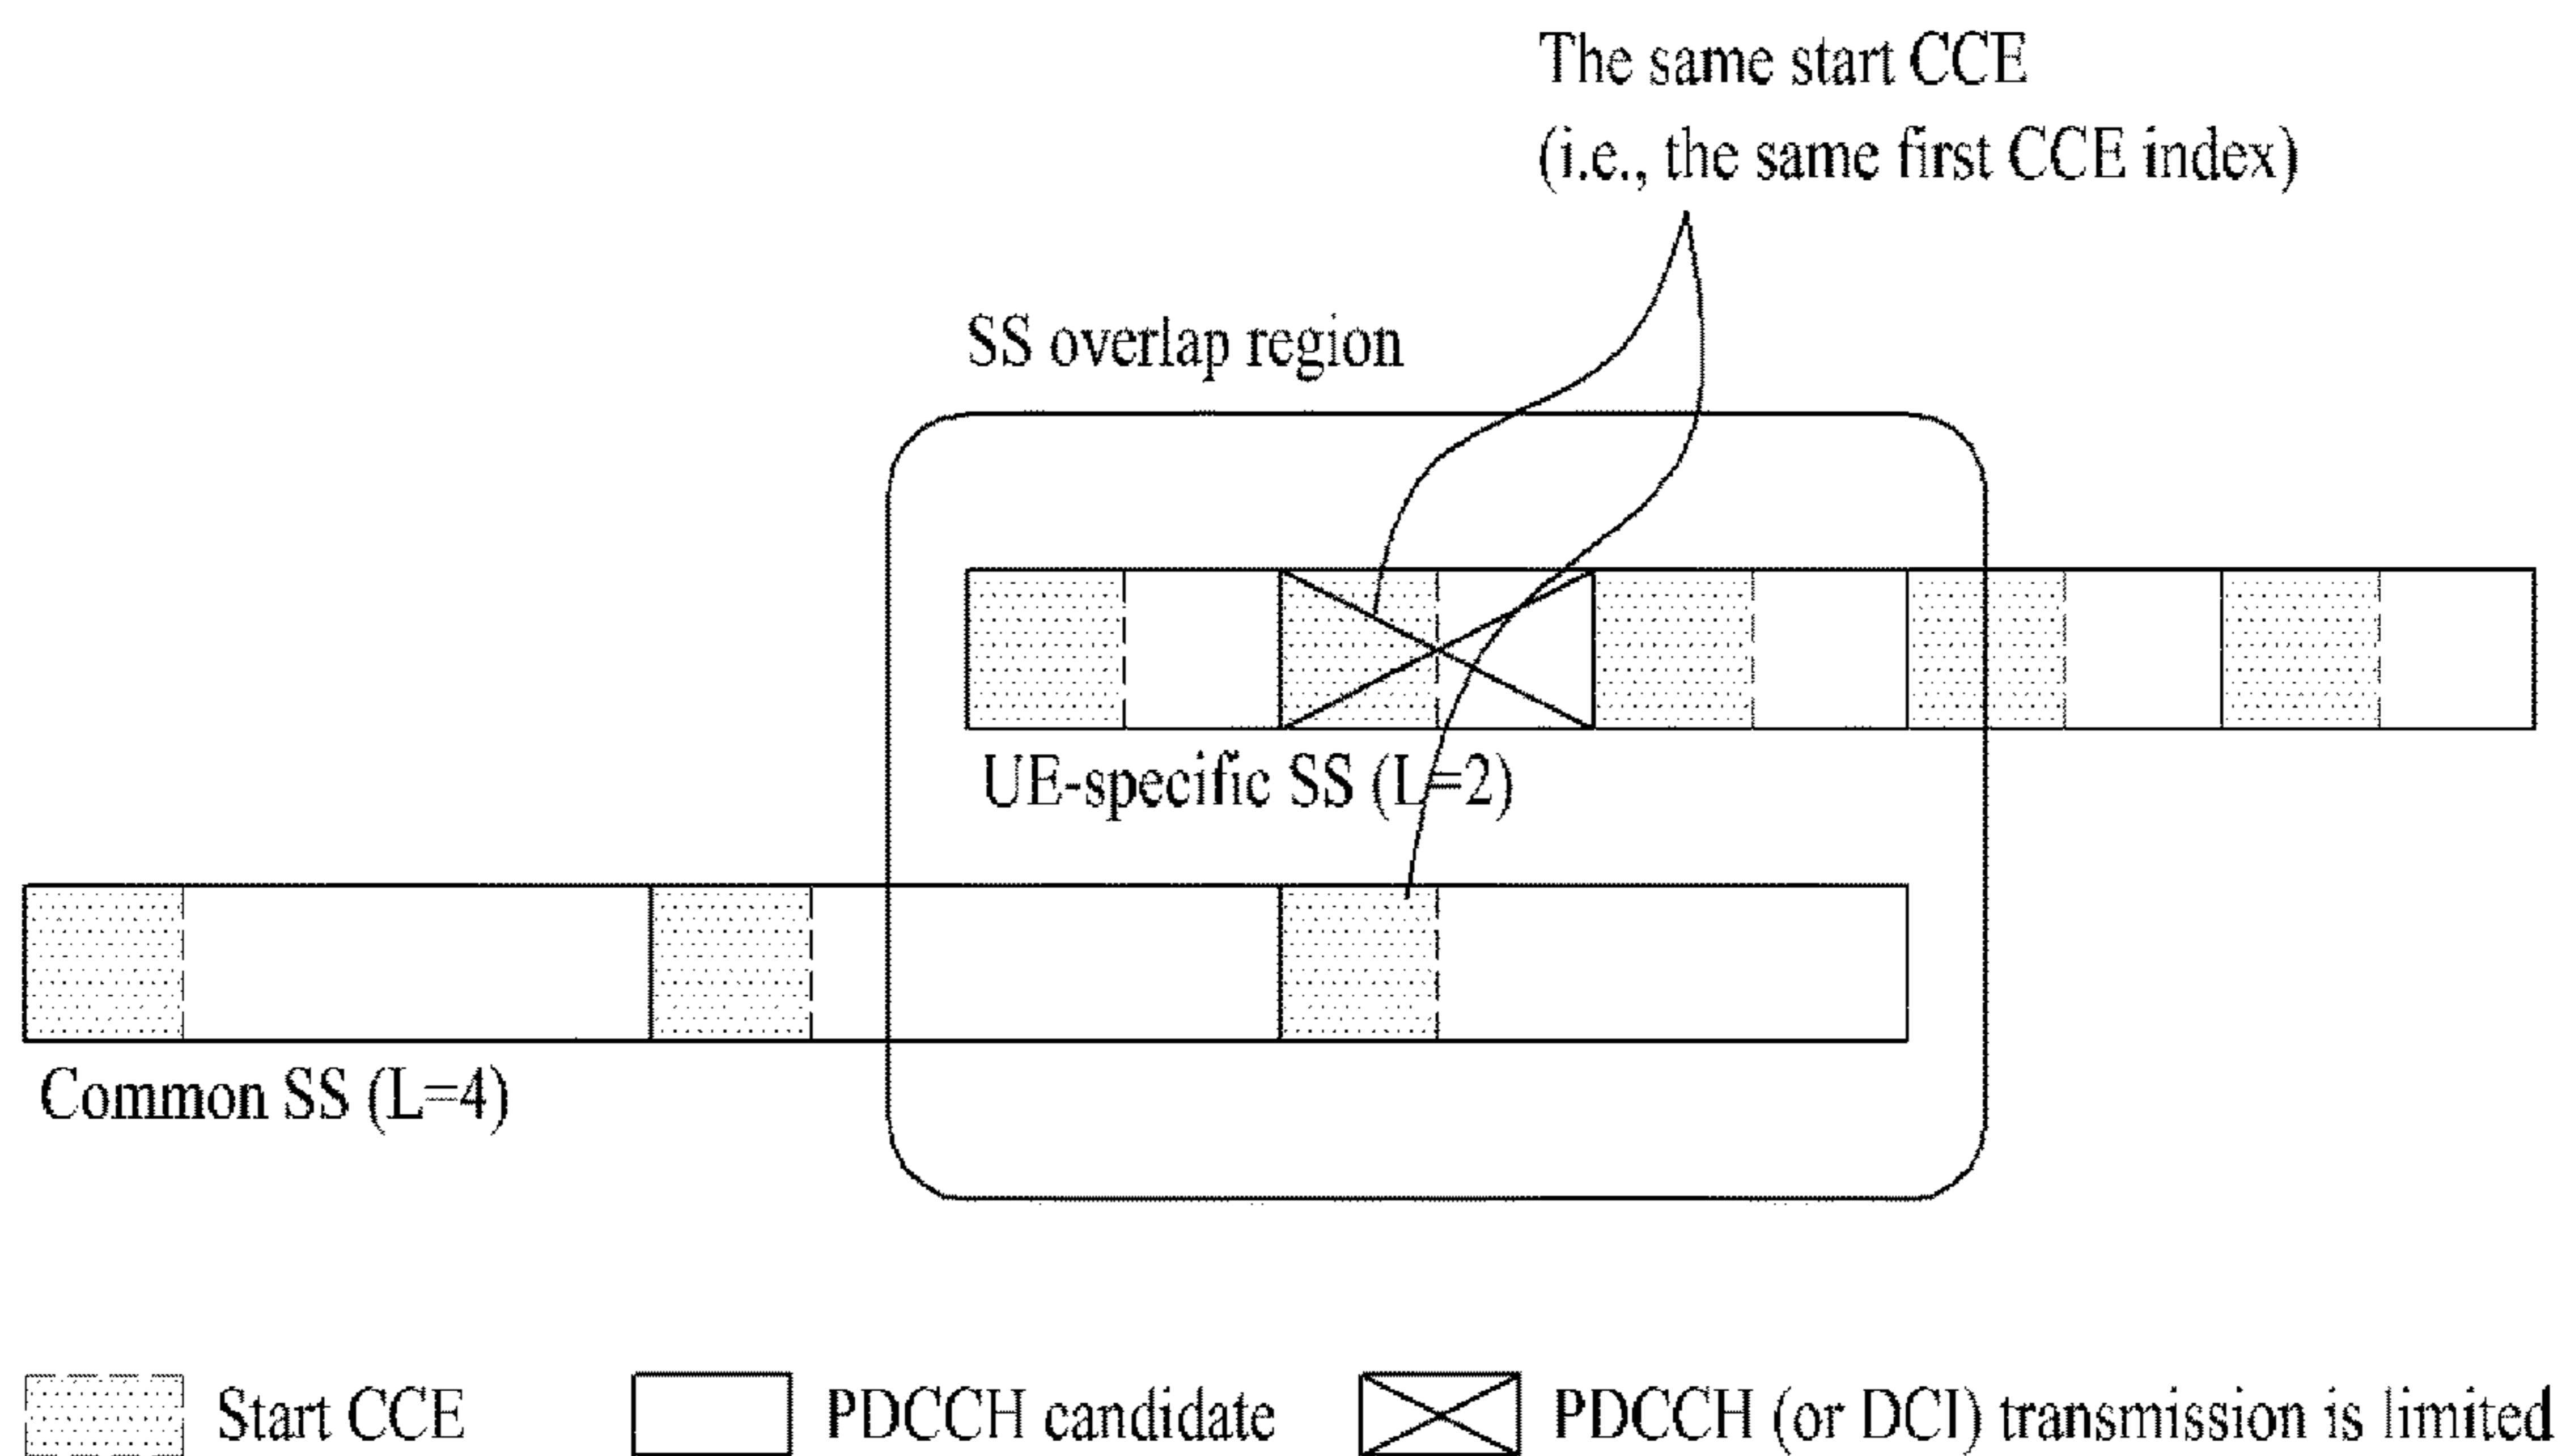 The same start CCE
(i.e., the same first CCE index)
SS overlap region
UE-specific SS (L=2)
Common SS (L=4)
Start CCE
PDCCH candidate
PDCCH (or DCI) transmission is limited